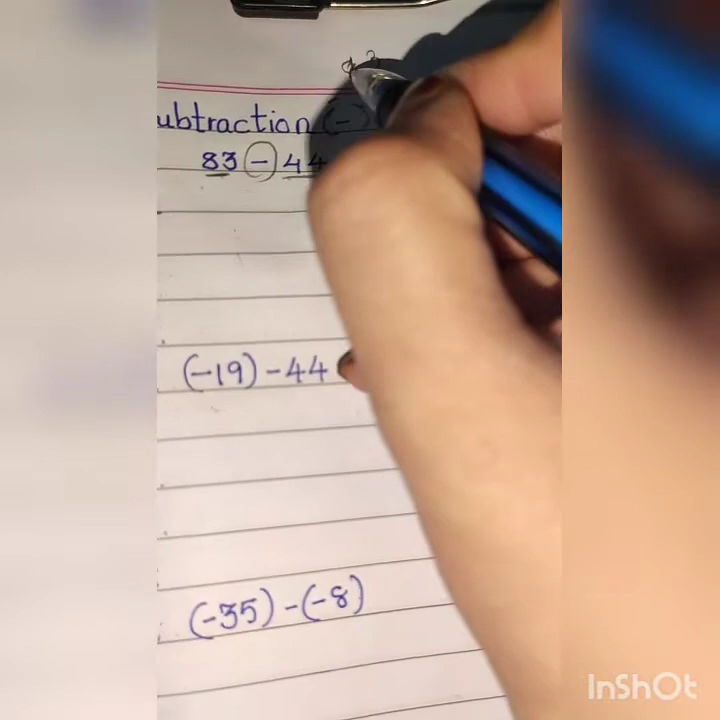 ubtraction (-)
83 - 44
(-19) - 44
(-35) - (-8)
InShOt